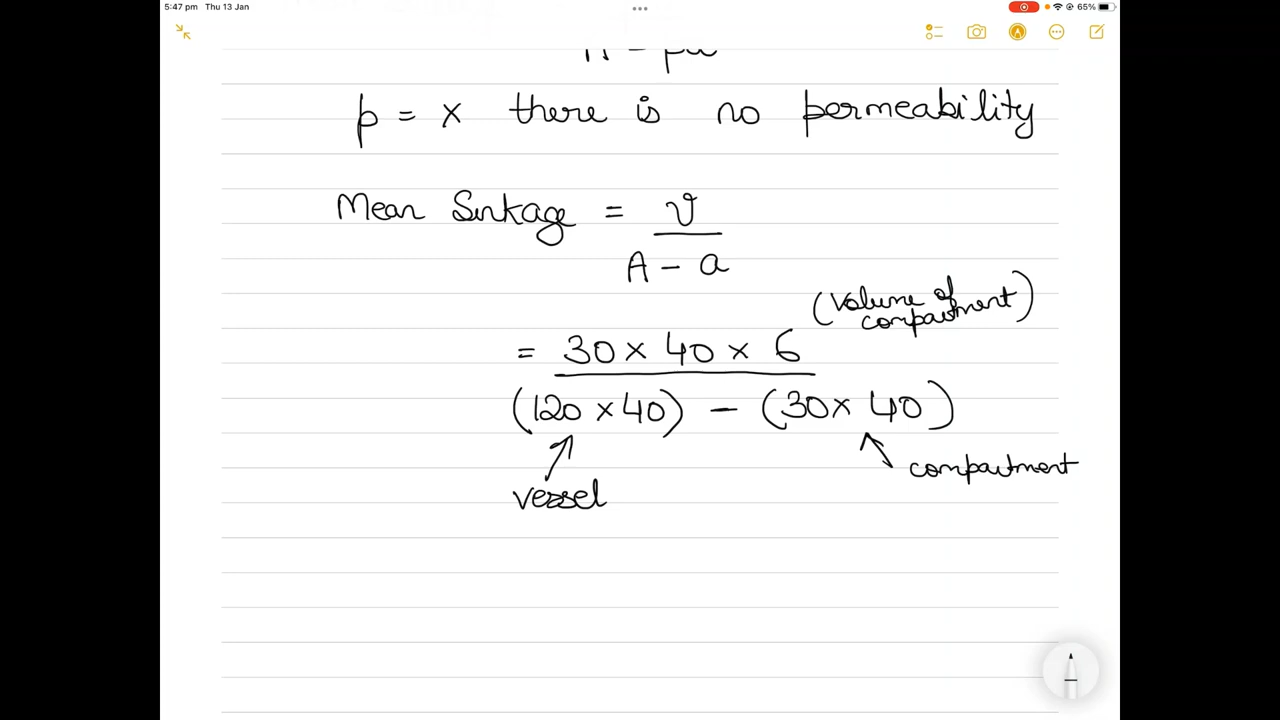 5:47 pm Thu 13 Jan 65%
p = x there is no permeability
Mean Sinkage = v
A - a
(Volume of
compartment)
= 30 x 40 x 6
(120 x 40) - (30 x 40)
compartment
vessel